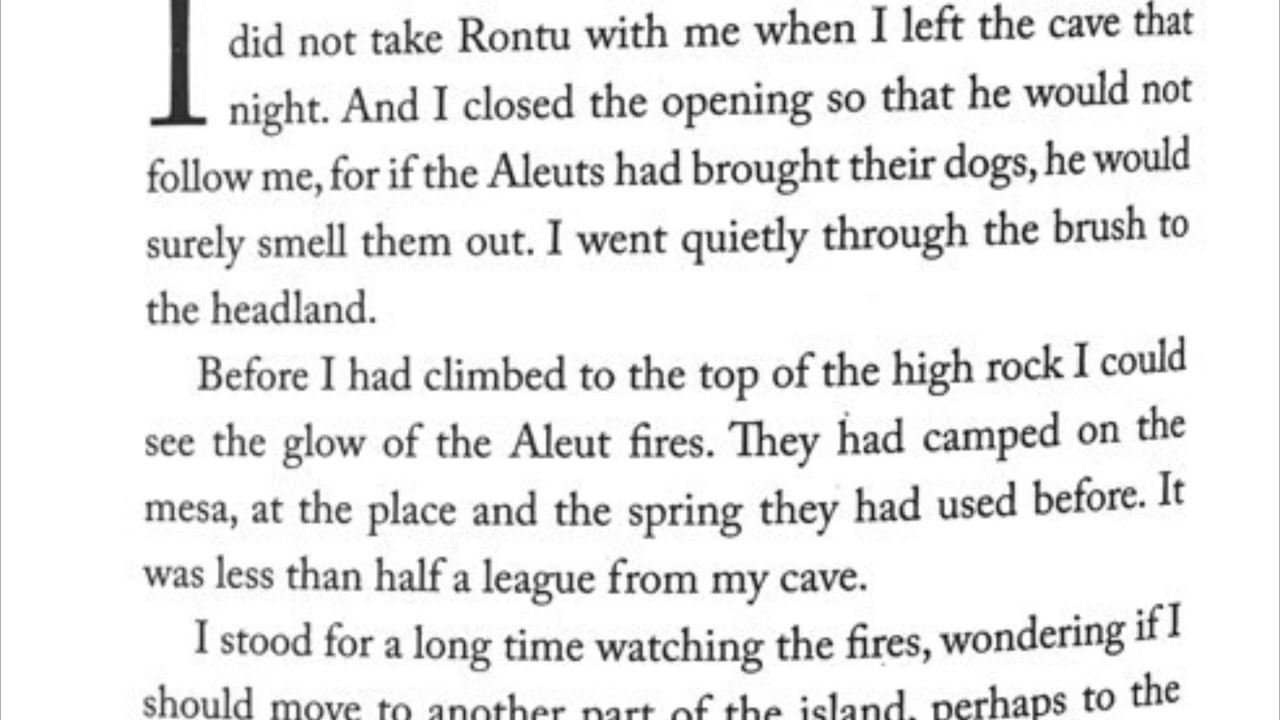 I did not take Rontu with me when I left the cave that
night. And I closed the opening so that he would not
follow me, for if the Aleuts had brought their dogs, he would
surely smell them out. I went quietly through the brush to
the headland.
Before I had climbed to the top of the high rock I could
see the glow of the Aleut fires. They had camped on the
mesa, at the place and the spring they had used before. It
was less than half a league from my cave.
I stood for a long time watching the fires, wondering if I
should move to another part of the island, perhaps to the